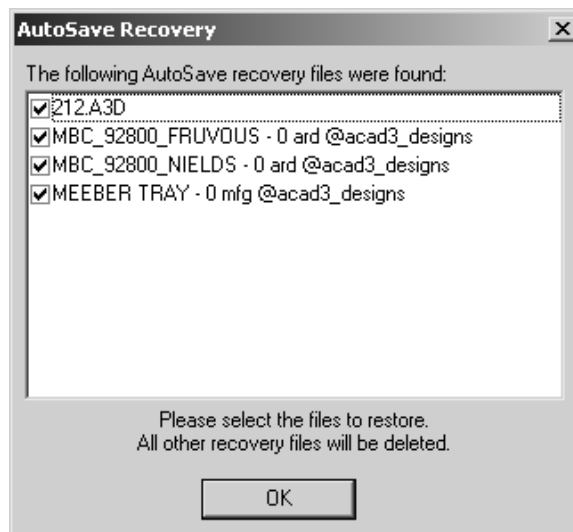 AutoSave Recovery
The following AutoSave recovery files were found:
212.A3D
MBC_92800_FRUVOUS - 0 ard @acad3_designs
MBC_92800_NIELDS - 0 ard @acad3_designs
MEEBER TRAY - 0 mfg @acad3_designs
Please select the files to restore.
All other recovery files will be deleted.
OK